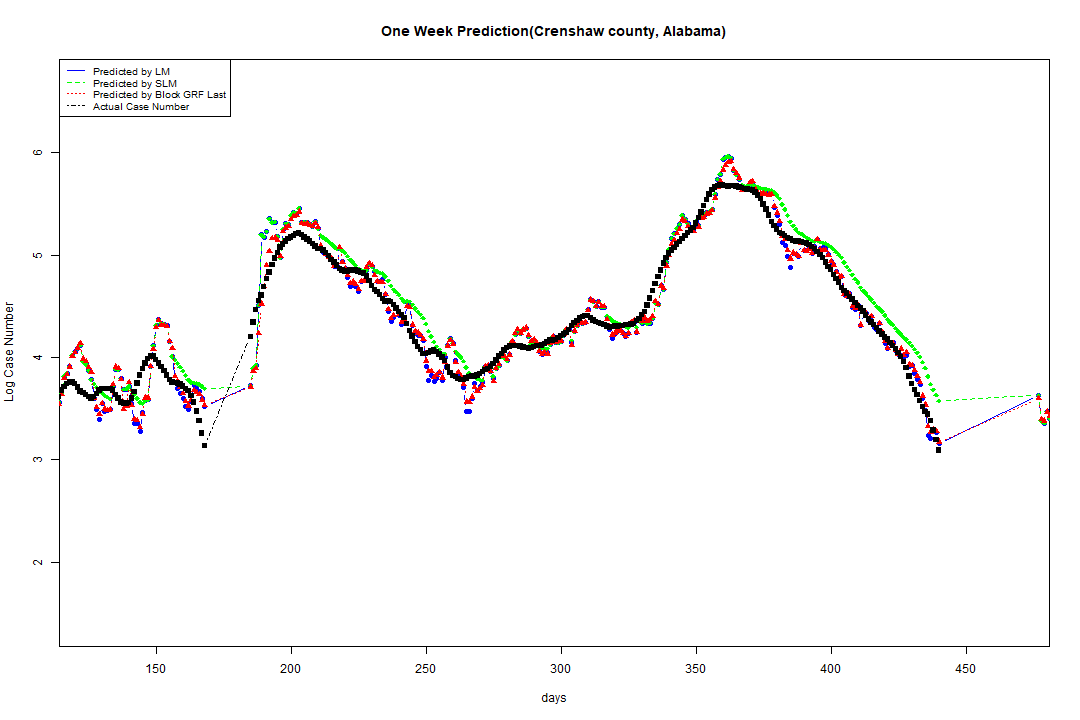 One Week Prediction(Crenshaw county, Alabama)
Predicted by LM
Predicted by SLM
Predicted by Block GRF Last
Actual Case Number
6
5
4
3
2
Log Case Number
150 200 250 300 350 400 450
days